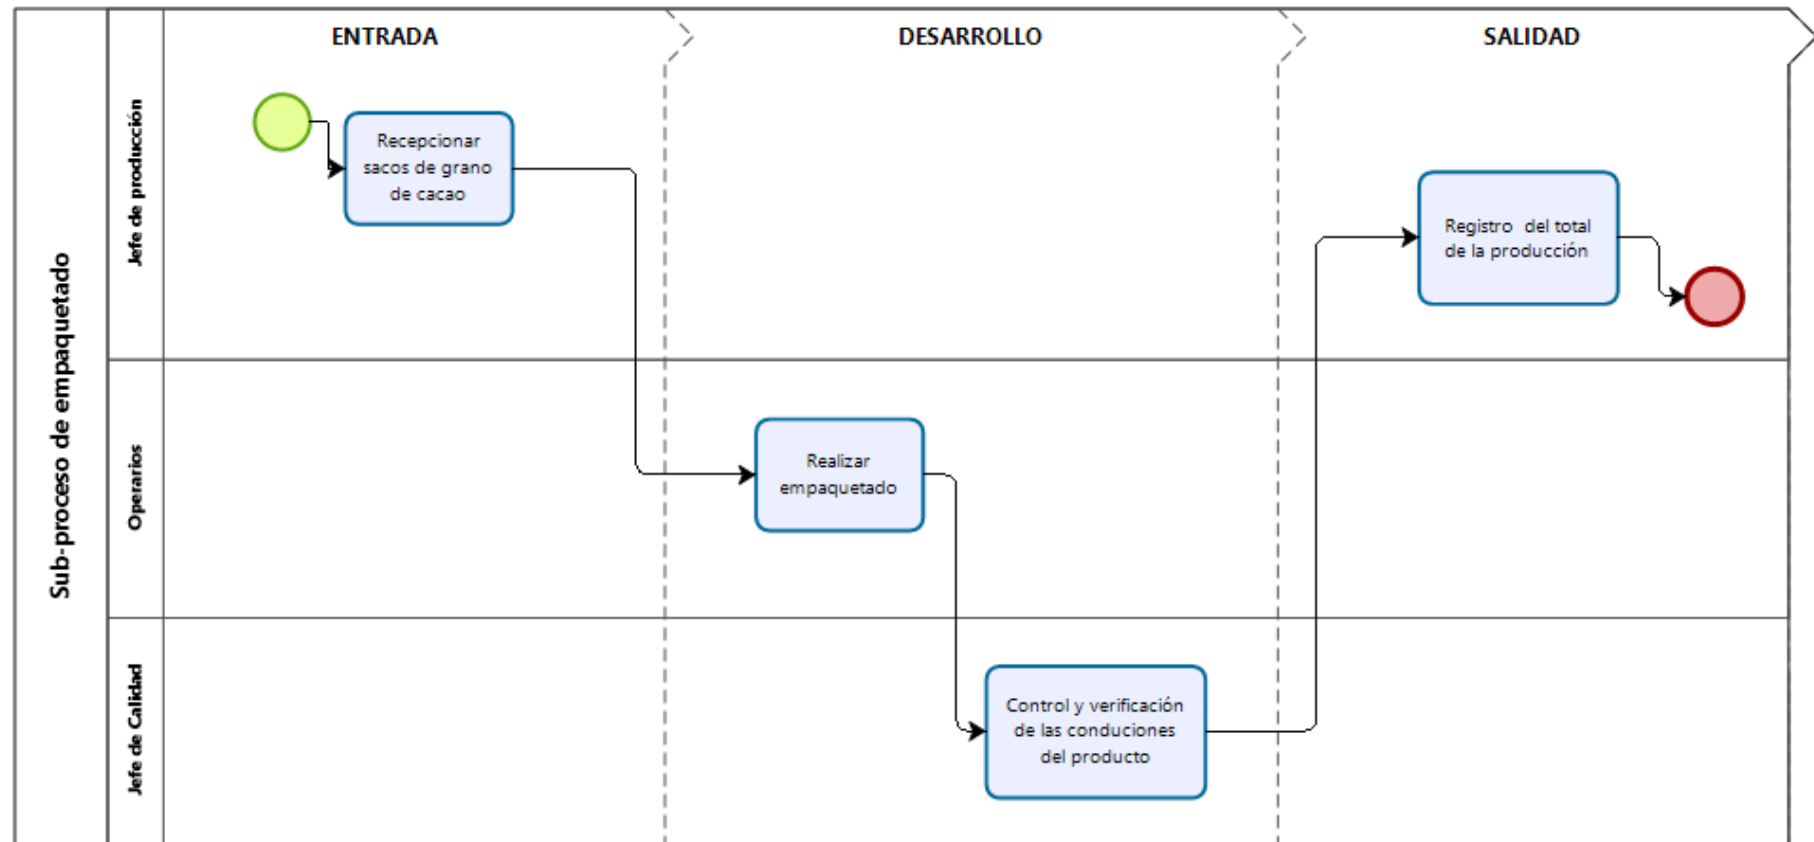 ENTRADA
DESARROLLO
SALIDAD
Sub-proceso de empaquetado
Jefe de producción
Recepcionar
sacos de grano
de cacao
Registro  del total
de la producción
Operarios
Realizar
empaquetado
Jefe de Calidad
Control y verificación
de las conduciones
del producto